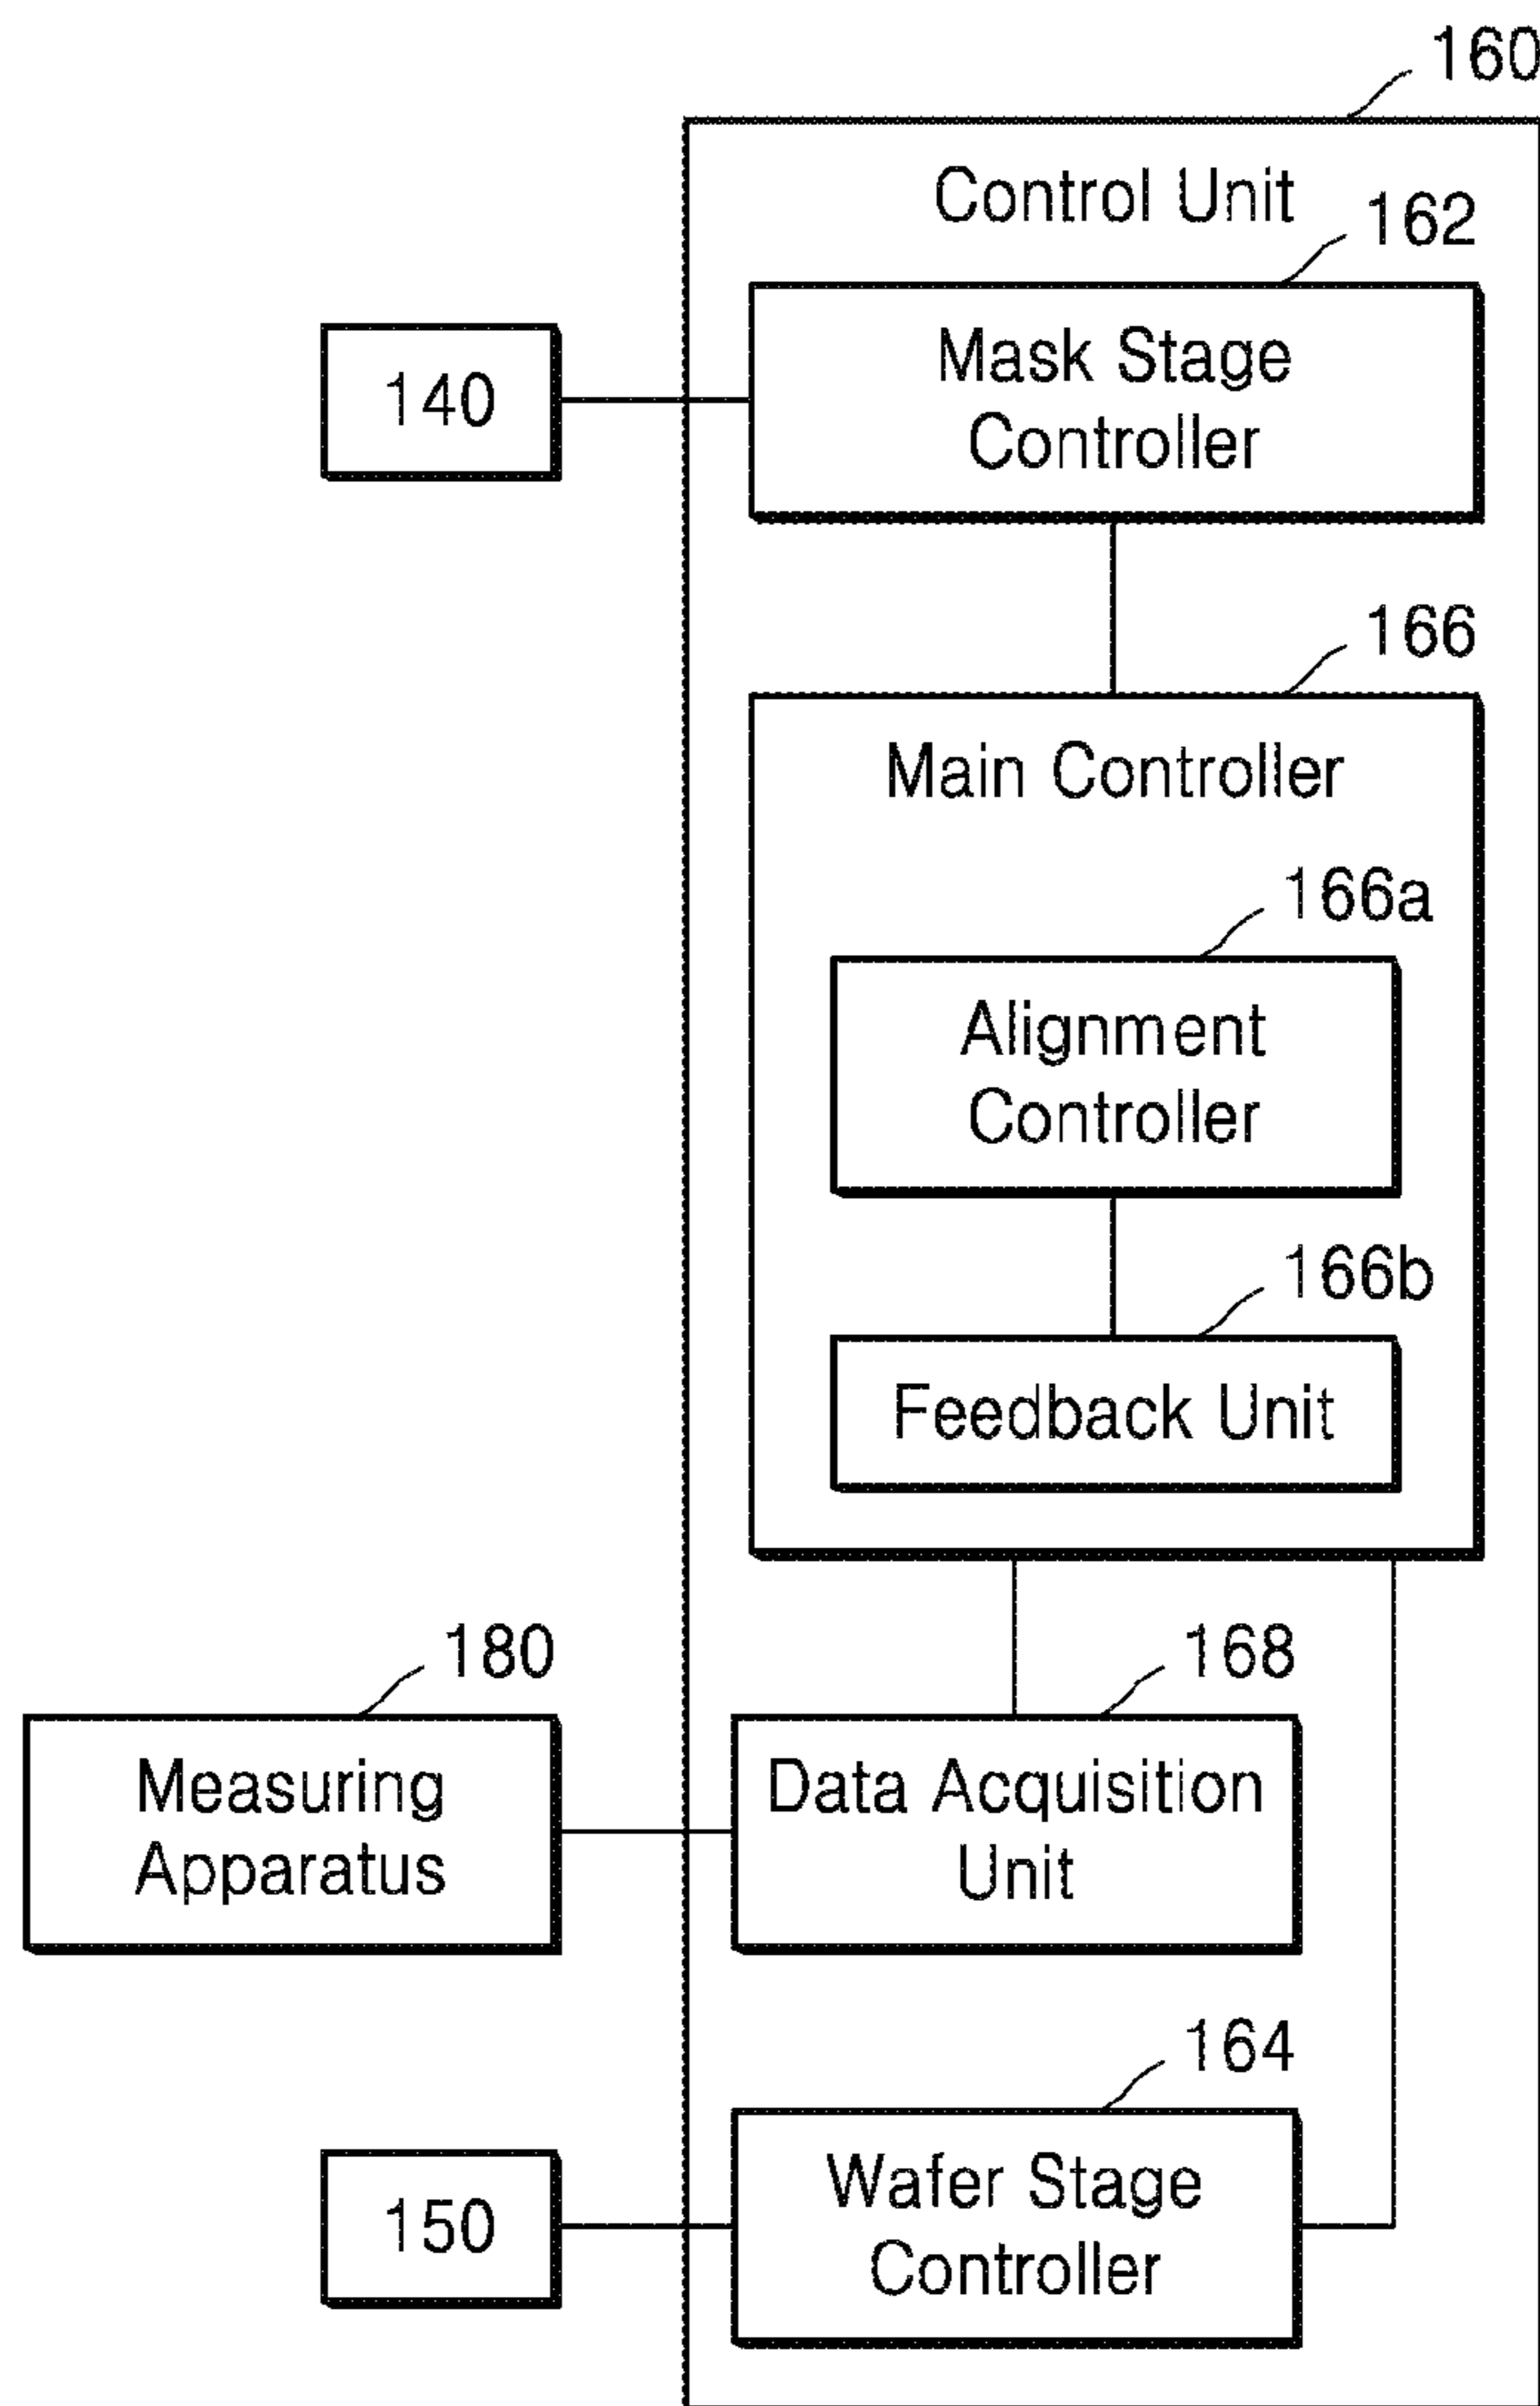 160
Control Unit
162
Mask Stage
Controller
140
166
Main Controller
166a
Alignment
Controller
166b
Feedback Unit
180
Measuring
Apparatus
168
Data Acquisition
Unit
164
Wafer Stage
Controller
150